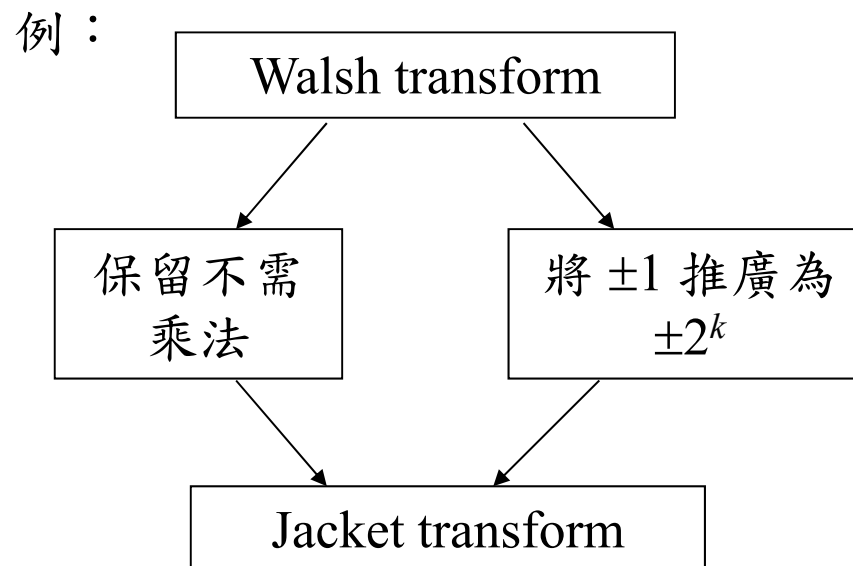 例：
Walsh transform
保留不需
乘法
將 ±1 推廣為
±2^k
Jacket transform